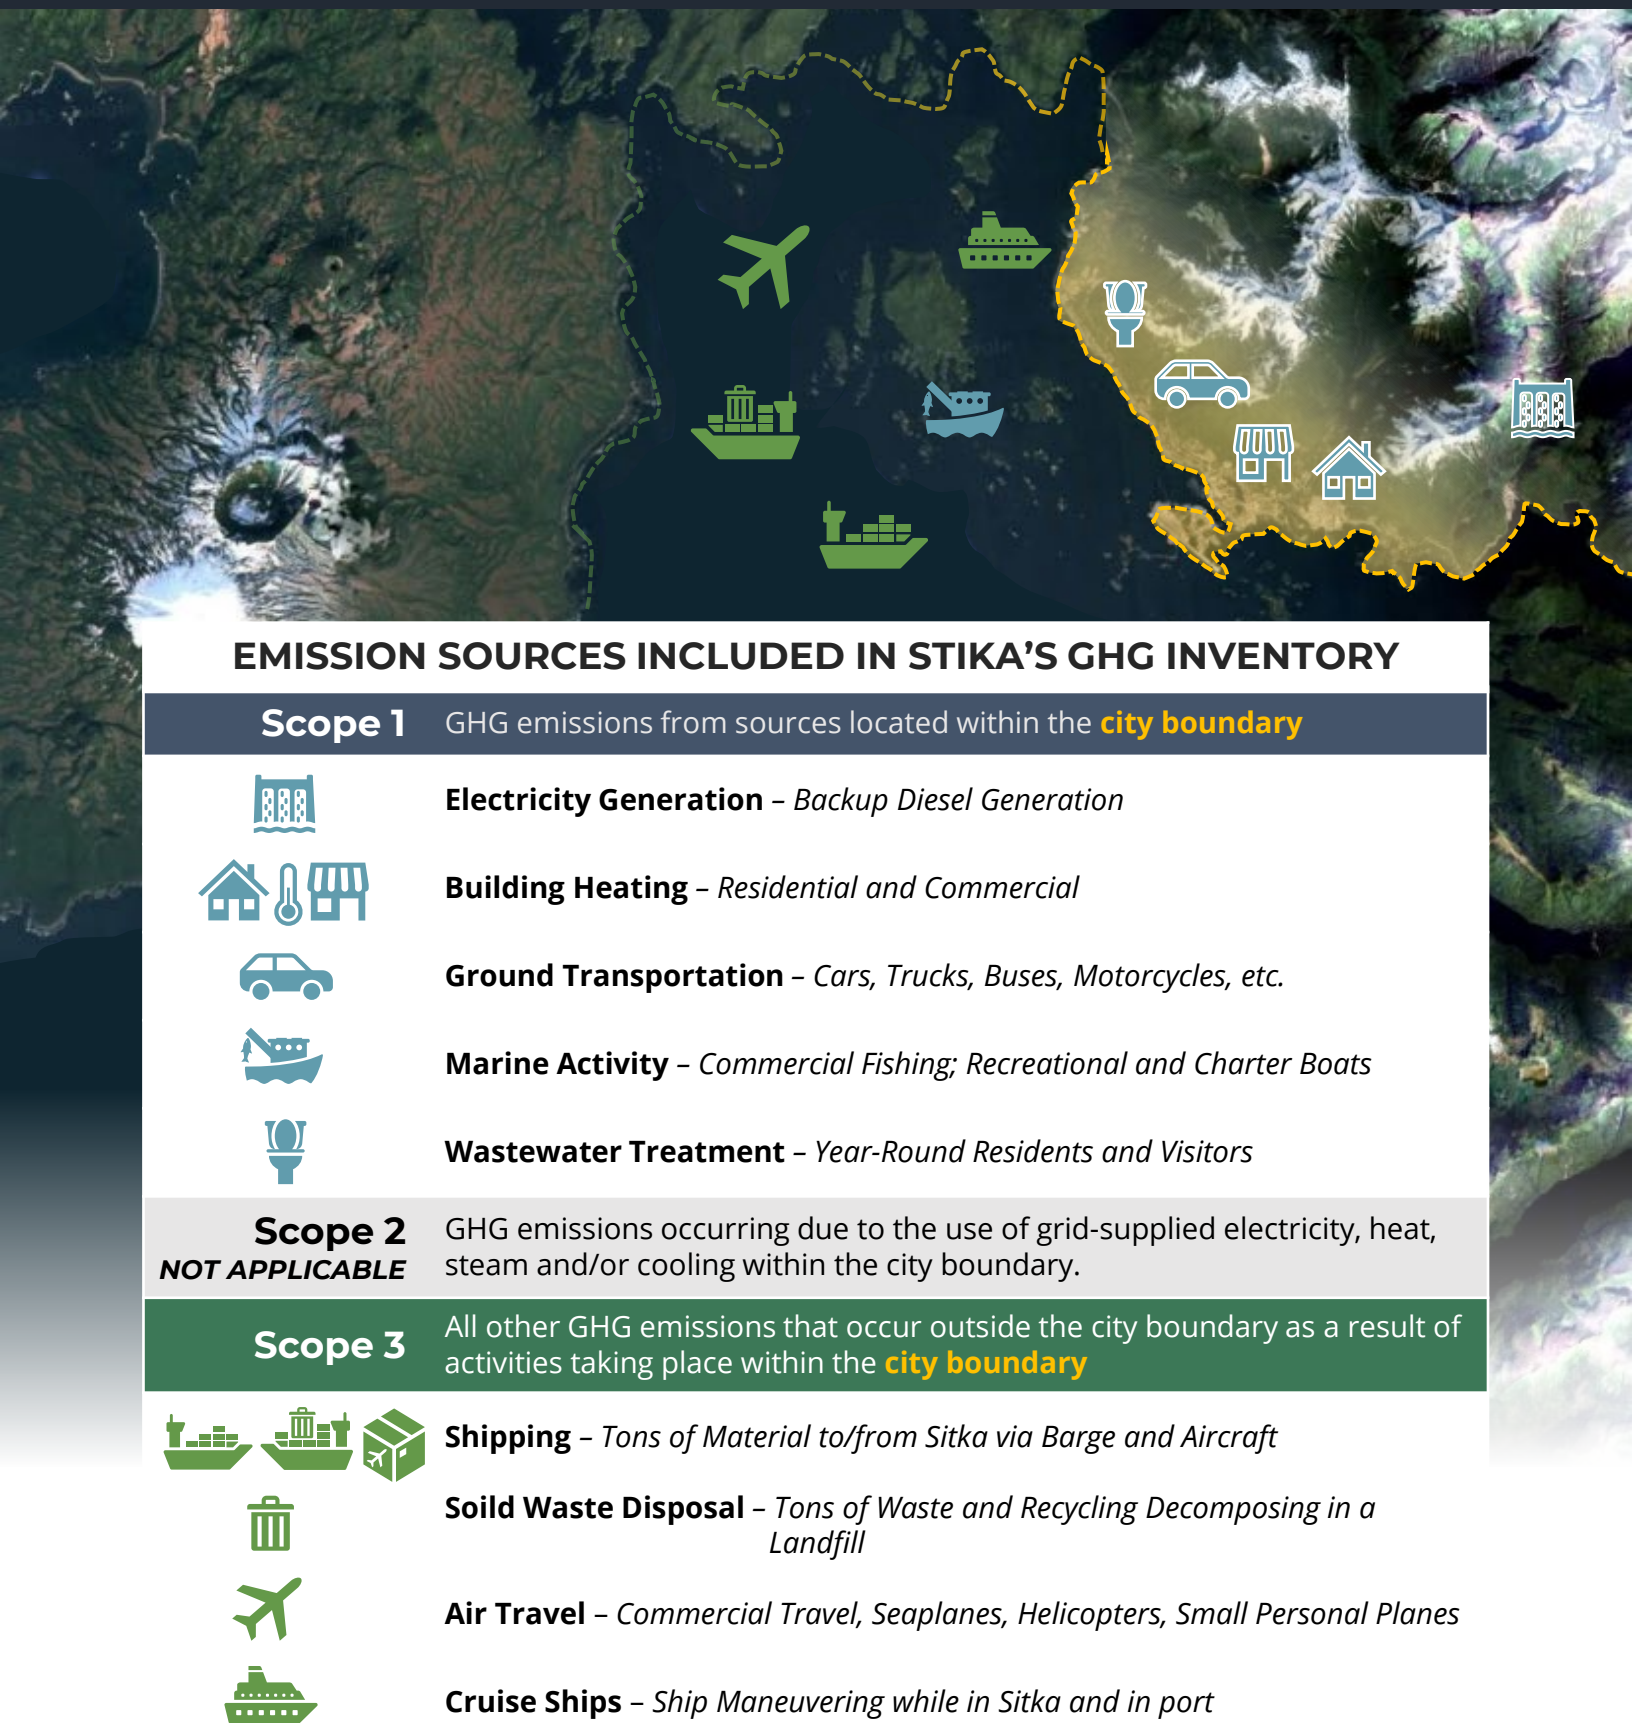 EMISSION SOURCES INCLUDED IN STIKA'S GHG INVENTORY
Scope 1 GHG emissions from sources located within the city boundary
Electricity Generation – Backup Diesel Generation
Building Heating – Residential and Commercial
Ground Transportation – Cars, Trucks, Buses, Motorcycles, etc.
Marine Activity – Commercial Fishing; Recreational and Charter Boats
Wastewater Treatment – Year-Round Residents and Visitors
Scope 2
NOT APPLICABLE
GHG emissions occurring due to the use of grid-supplied electricity, heat,
steam and/or cooling within the city boundary.
Scope 3
All other GHG emissions that occur outside the city boundary as a result of
activities taking place within the city boundary
Shipping – Tons of Material to/from Sitka via Barge and Aircraft
Soild Waste Disposal – Tons of Waste and Recycling Decomposing in a
Landfill
Air Travel – Commercial Travel, Seaplanes, Helicopters, Small Personal Planes
Cruise Ships – Ship Maneuvering while in Sitka and in port